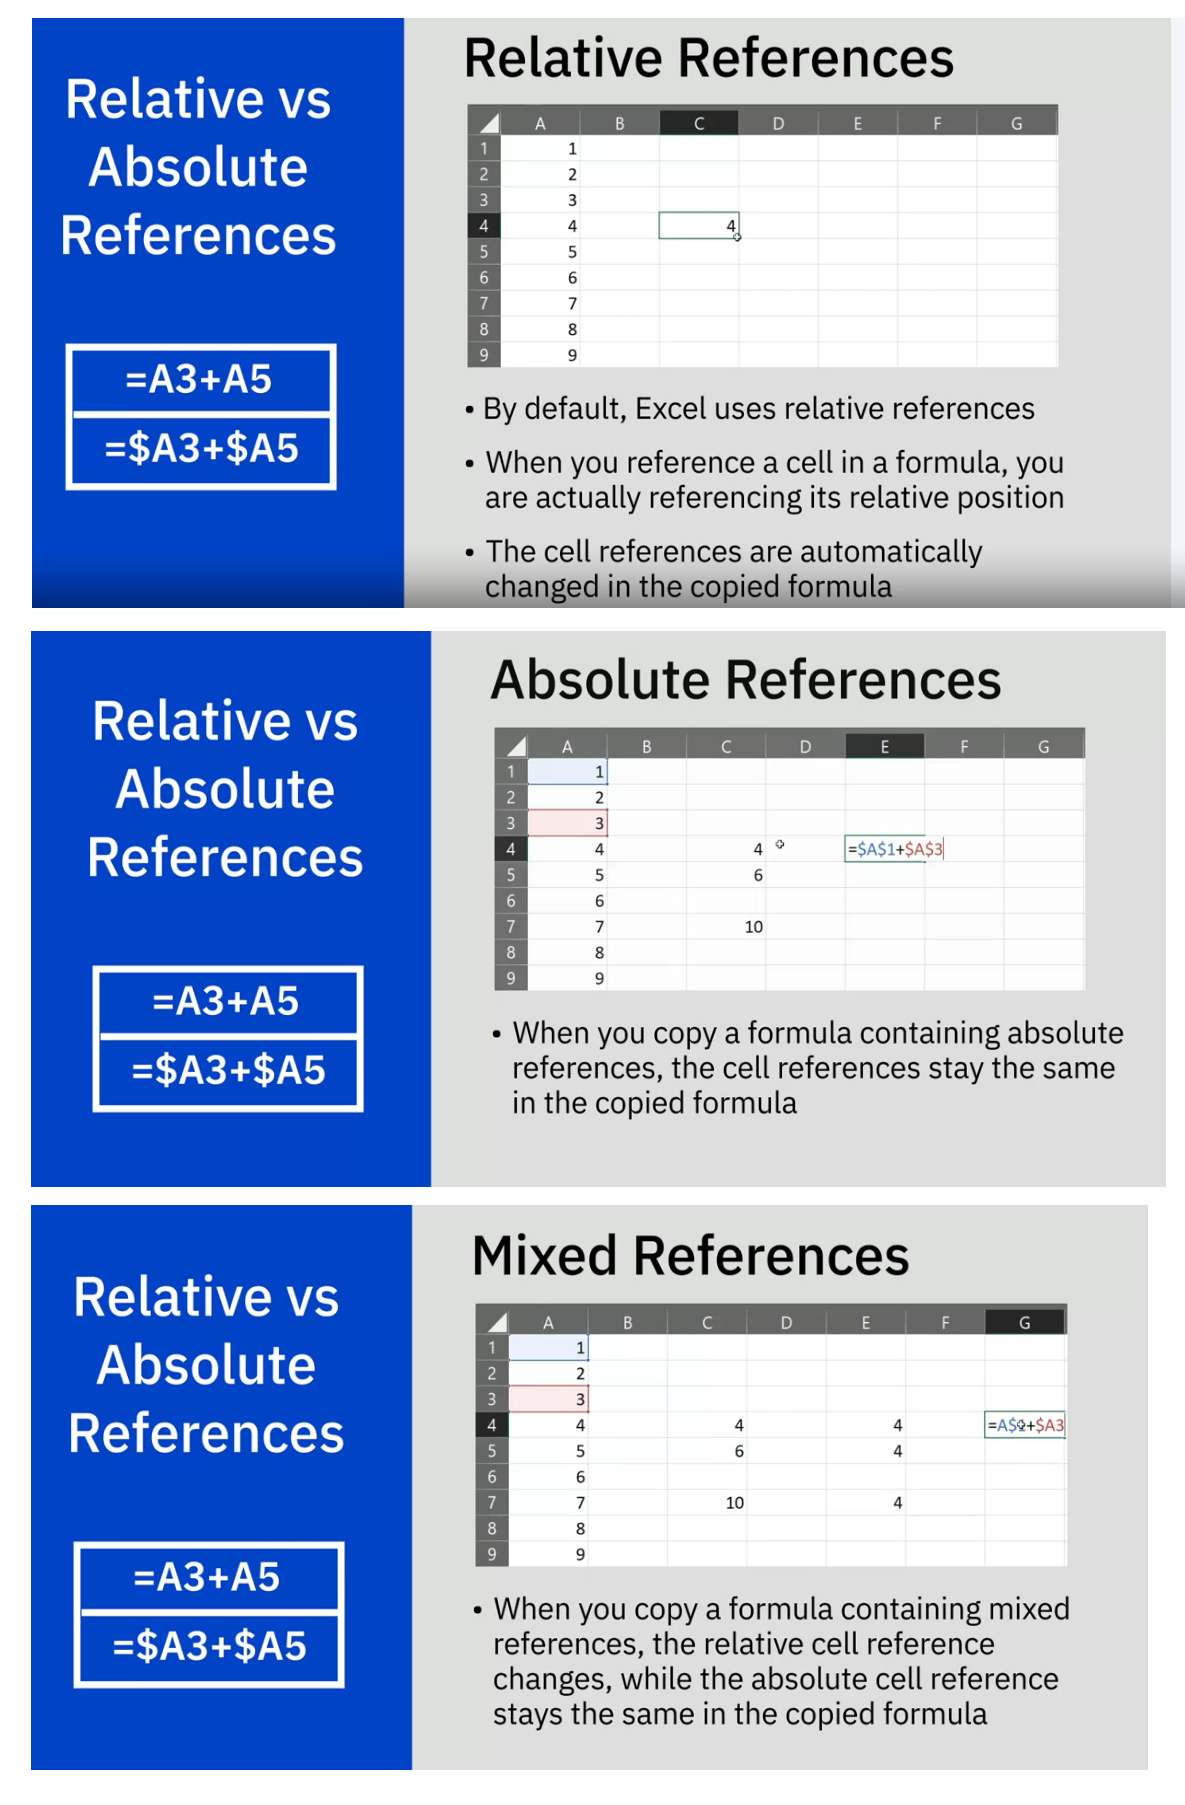 Relative vs
Absolute
References
=A3+A5
=$A3+$A5
Relative References
A B C D E F G
1 1
2 2
3 3
4 4 4
5 5
6 6
7 7
8 8
9 9
• By default, Excel uses relative references
• When you reference a cell in a formula, you
are actually referencing its relative position
• The cell references are automatically
changed in the copied formula
Relative vs
Absolute
References
=A3+A5
=$A3+$A5
Absolute References
A B C D E F G
1 1
2 2
3 3
4 4 4 =$A$1+$A$3
5 5 6
6 6
7 7 10
8 8
9 9
• When you copy a formula containing absolute
references, the cell references stay the same
in the copied formula
Relative vs
Absolute
References
=A3+A5
=$A3+$A5
Mixed References
A B C D E F G
1 1
2 2
3 3
4 4 4 4 =A$ +$A3
5 5 6 4
6 6
7 7 10 4
8 8
9 9
• When you copy a formula containing mixed
references, the relative cell reference
changes, while the absolute cell reference
stays the same in the copied formula